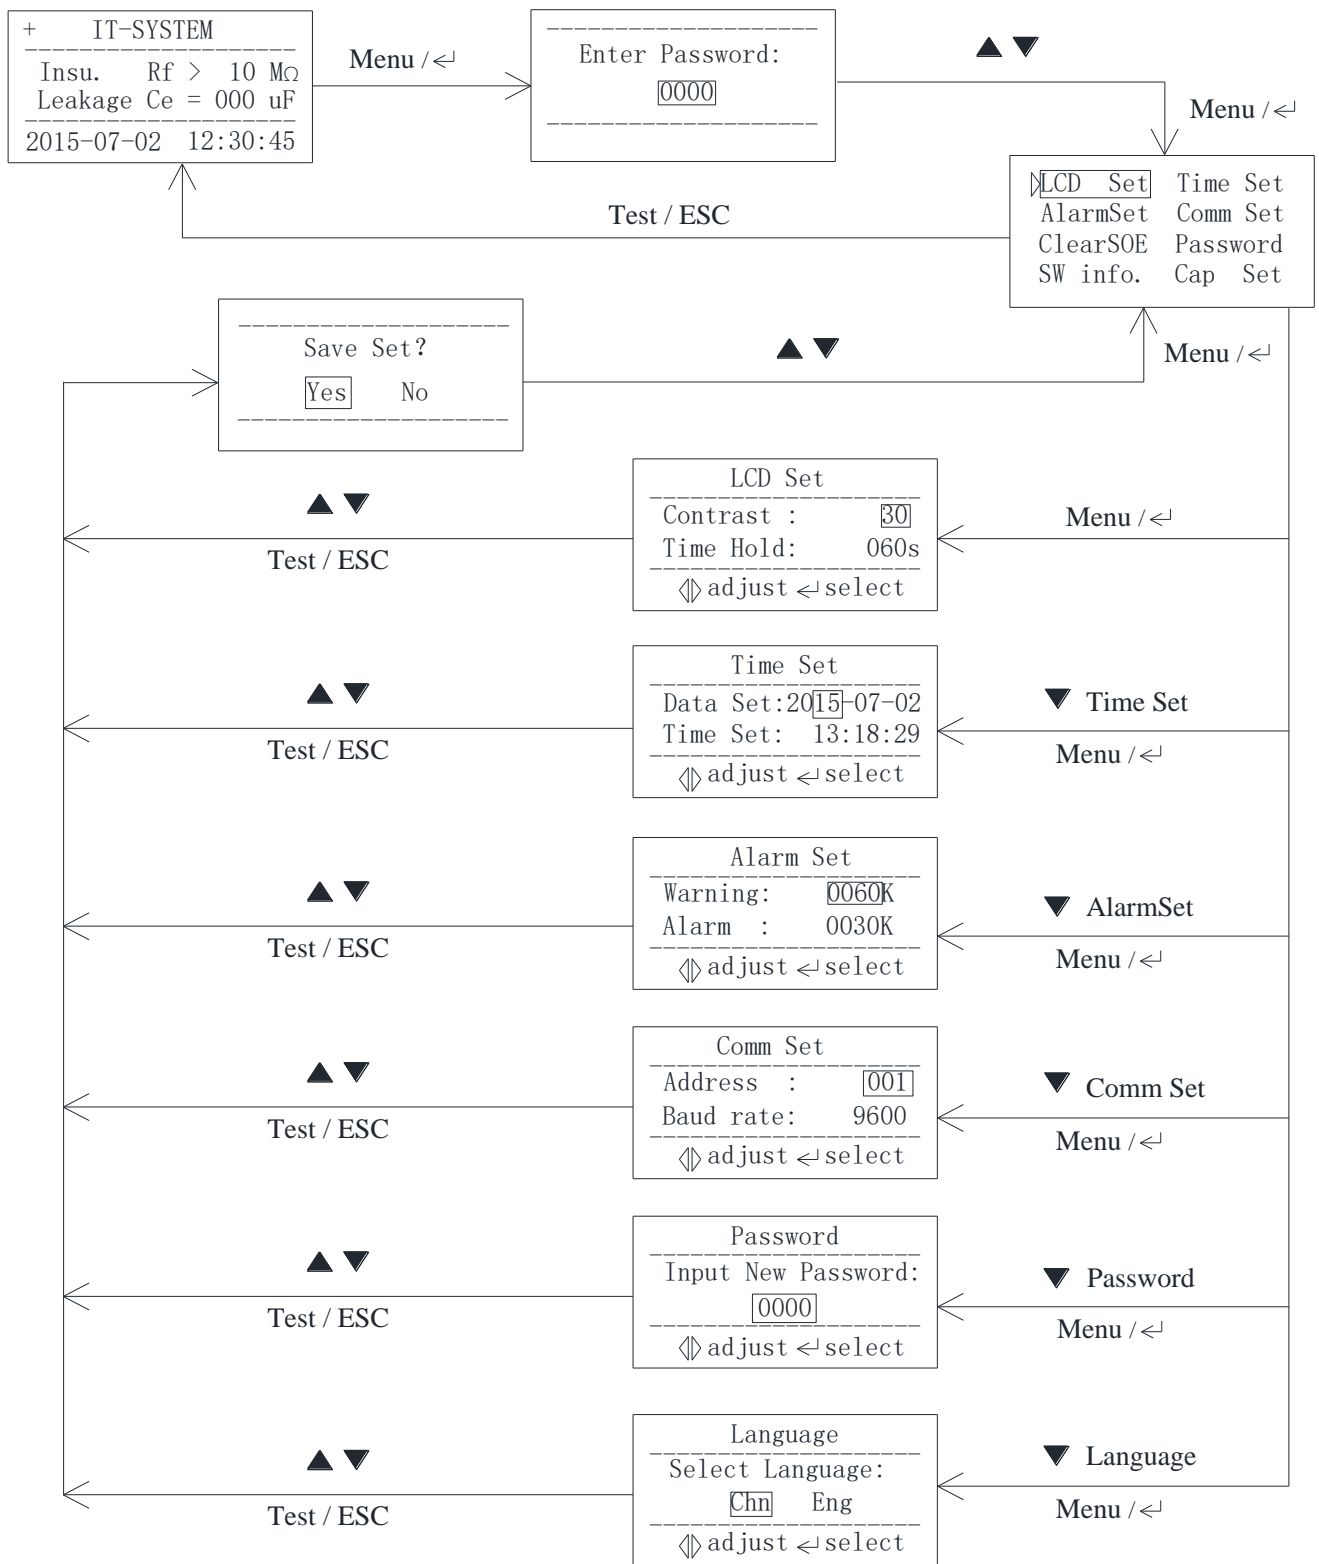 + IT-SYSTEM
Insu. Rf > 10 MΩ
Leakage Ce = 000 uF
2015-07-02 12:30:45
Menu / ↵
Enter Password:
0000
▲ ▼
Menu / ↵
LCD Set Time Set
AlarmSet Comm Set
ClearSOE Password
SW info. Cap Set
Test / ESC
Save Set?
Yes No
▲ ▼
Menu / ↵
▲ ▼
Test / ESC
LCD Set
Contrast : 30
Time Hold: 060s
adjust ↵ select
Menu / ↵
▲ ▼
Test / ESC
Time Set
Data Set:2015-07-02
Time Set: 13:18:29
adjust ↵ select
▼ Time Set
Menu / ↵
▲ ▼
Test / ESC
Alarm Set
Warning: 0060K
Alarm : 0030K
adjust ↵ select
▼ AlarmSet
Menu / ↵
▲ ▼
Test / ESC
Comm Set
Address : 001
Baud rate: 9600
adjust ↵ select
▼ Comm Set
Menu / ↵
▲ ▼
Test / ESC
Password
Input New Password:
0000
adjust ↵ select
▼ Password
Menu / ↵
▲ ▼
Test / ESC
Language
Select Language:
Chn Eng
adjust ↵ select
▼ Language
Menu / ↵